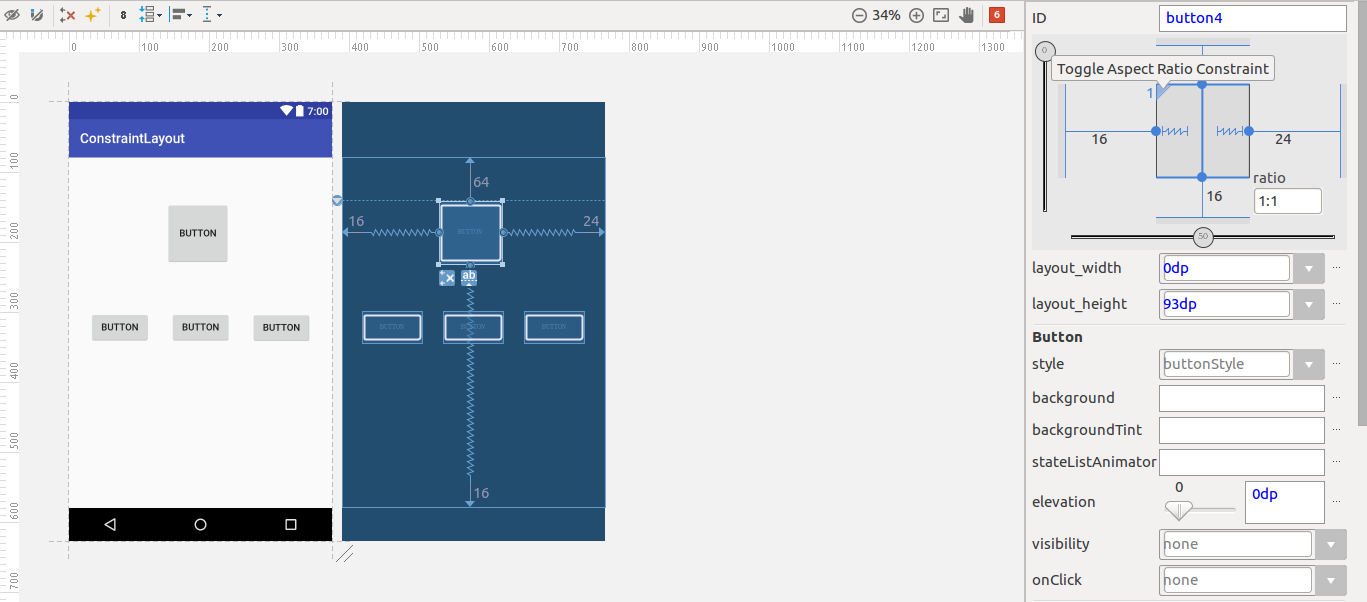 8
34%
6
0 100 200 300 400 500 600 700 800 900 1000 1100 1200 1300
0
100
200
300
400
500
600
700
7:00
ConstraintLayout
BUTTON
BUTTON BUTTON BUTTON
64
16
24
BUTTON
ab
BUTTON BUTTON BUTTON
16
ID button4
0
Toggle Aspect Ratio Constraint
1
16
24
ratio
16
1:1
50
layout_width 0dp ...
layout_height 93dp ...
Button
style buttonStyle ...
background ...
backgroundTint ...
stateListAnimator ...
elevation 0 0dp ...
visibility none
onClick none